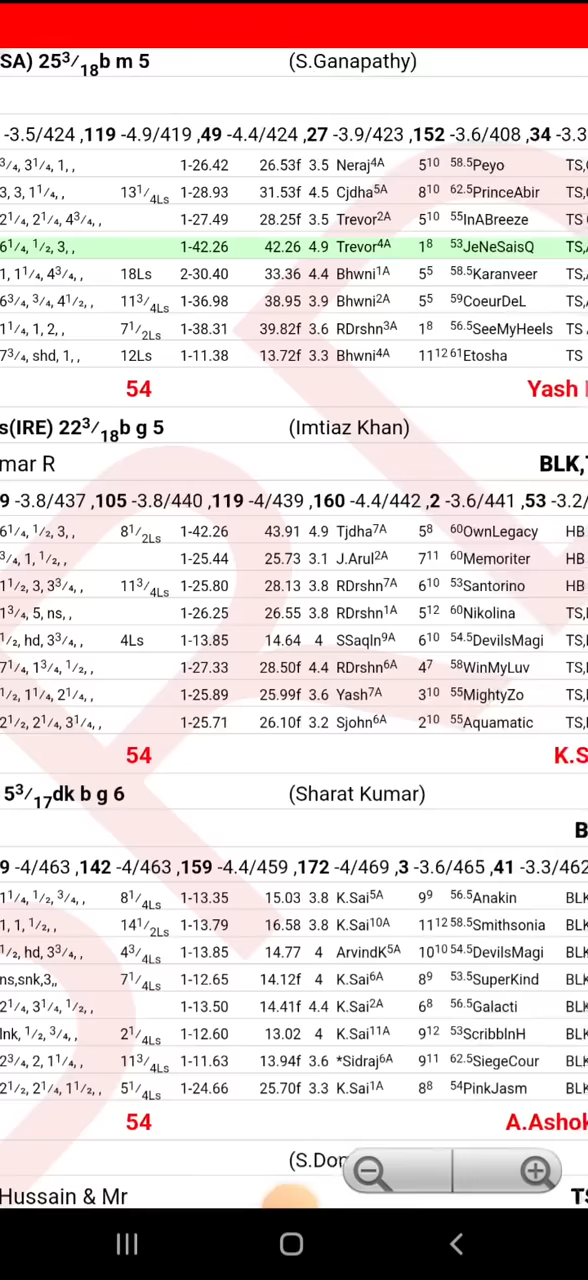 SA) 25³/₁₈b m 5 (S.Ganapathy)
-3.5/424 ,119 -4.9/419 ,49 -4.4/424 ,27 -3.9/423 ,152 -3.6/408 ,34 -3.3
3/4, 31/4, 1, , 1-26.42 26.53f 3.5 Neraj4A 5¹⁰ 58.5Peyo TS,
3, 3, 11/4, , 131/4Ls 1-28.93 31.53f 4.5 Cjdha5A 8¹⁰ 62.5PrinceAbir TS,
21/4, 21/4, 43/4, , 1-27.49 28.25f 3.5 Trevor2A 5¹⁰ 55InABreeze TS
61/4, 1/2, 3, , 1-42.26 42.26 4.9 Trevor4A 1⁸ 53JeNeSaisQ TS,
1, 11/4, 43/4, , 18Ls 2-30.40 33.36 4.4 Bhwni1A 5⁵ 58.5Karanveer TS,
63/4, 3/4, 41/2, , 113/4Ls 1-36.98 38.95 3.9 Bhwni2A 5⁵ 59CoeurDeL TS,
11/4, 1, 2, , 71/2Ls 1-38.31 39.82f 3.6 RDrshn3A 1⁸ 56.5SeeMyHeels TS
73/4, shd, 1, , 12Ls 1-11.38 13.72f 3.3 Bhwni4A 11¹² 61Etosha TS
54 Yash
s(IRE) 22³/₁₈b g 5 (Imtiaz Khan)
mar R BLK,
9 -3.8/437 ,105 -3.8/440 ,119 -4/439 ,160 -4.4/442 ,2 -3.6/441 ,53 -3.2/
61/4, 1/2, 3, , 81/2Ls 1-42.26 43.91 4.9 Tjdha7A 5⁸ 60OwnLegacy HB
3/4, 1, 1/2, , 1-25.44 25.73 3.1 J.Arul2A 7¹¹ 60Memoriter HB
11/2, 3, 33/4, , 113/4Ls 1-25.80 28.13 3.8 RDrshn7A 6¹⁰ 53Santorino HB
13/4, 5, ns, , 1-26.25 26.55 3.8 RDrshn1A 5¹² 60Nikolina TS,
1/2, hd, 33/4, , 4Ls 1-13.85 14.64 4 SSaqln9A 6¹⁰ 54.5DevilsMagi TS,
71/4, 13/4, 1/2, , 1-27.33 28.50f 4.4 RDrshn6A 4⁷ 58WinMyLuv TS,
1/2, 11/4, 21/4, , 1-25.89 25.99f 3.6 Yash7A 3¹⁰ 55MightyZo TS,
21/2, 21/4, 31/4, , 1-25.71 26.10f 3.2 Sjohn6A 2¹⁰ 55Aquamatic TS,
54 K.S
5³/₁₇dk b g 6 (Sharat Kumar)
B
9 -4/463 ,142 -4/463 ,159 -4.4/459 ,172 -4/469 ,3 -3.6/465 ,41 -3.3/462
11/4, 1/2, 3/4, , 81/4Ls 1-13.35 15.03 3.8 K.Sai5A 9⁹ 56.5Anakin BLK
1, 1, 1/2, , 141/2Ls 1-13.79 16.58 3.8 K.Sai10A 11¹² 58.5Smithsonia BLK
1/2, hd, 33/4, , 43/4Ls 1-13.85 14.77 4 ArvindK5A 10¹⁰ 54.5DevilsMagi BLK
ns,snk,3,, 71/4Ls 1-12.65 14.12f 4 K.Sai6A 8⁹ 53.5SuperKind BLK
21/4, 31/4, 1/2, , 1-13.50 14.41f 4.4 K.Sai2A 6⁸ 56.5Galacti BLK
lnk, 1/2, 3/4, , 21/4Ls 1-12.60 13.02 4 K.Sai11A 9¹² 53ScribblnH BLK
23/4, 2, 11/4, , 113/4Ls 1-11.63 13.94f 3.6 *Sidraj6A 9¹¹ 62.5SiegeCour BLK
21/2, 21/4, 11/2, , 51/4Ls 1-24.66 25.70f 3.3 K.Sai1A 8⁸ 54PinkJasm BLK
54 A.Ashok
(S.Don
Hussain & Mr TS